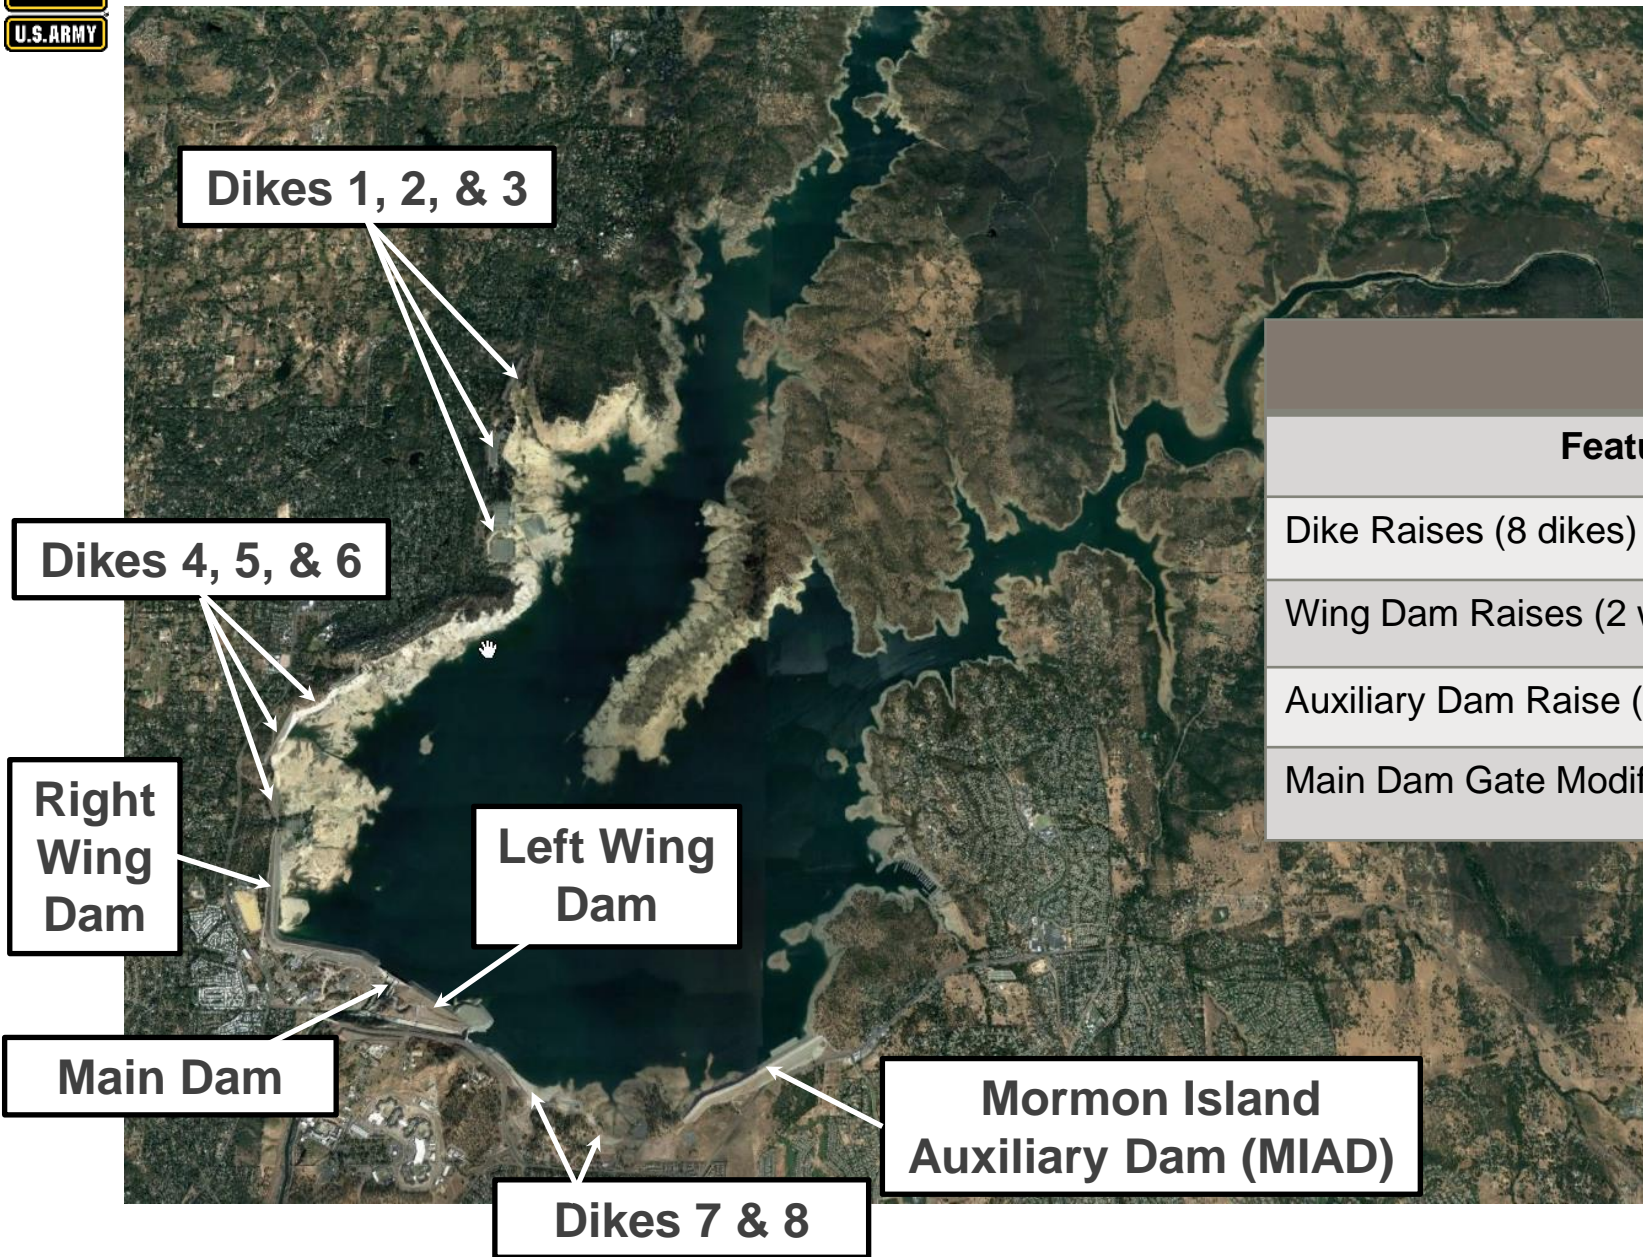 U.S.ARMY
Dikes 1, 2, & 3
Dikes 4, 5, & 6
Right
Wing
Dam
Left Wing
Dam
Main Dam
Mormon Island
Auxiliary Dam (MIAD)
Dikes 7 & 8
Featu
Dike Raises (8 dikes)
Wing Dam Raises (2 w
Auxiliary Dam Raise (
Main Dam Gate Modif